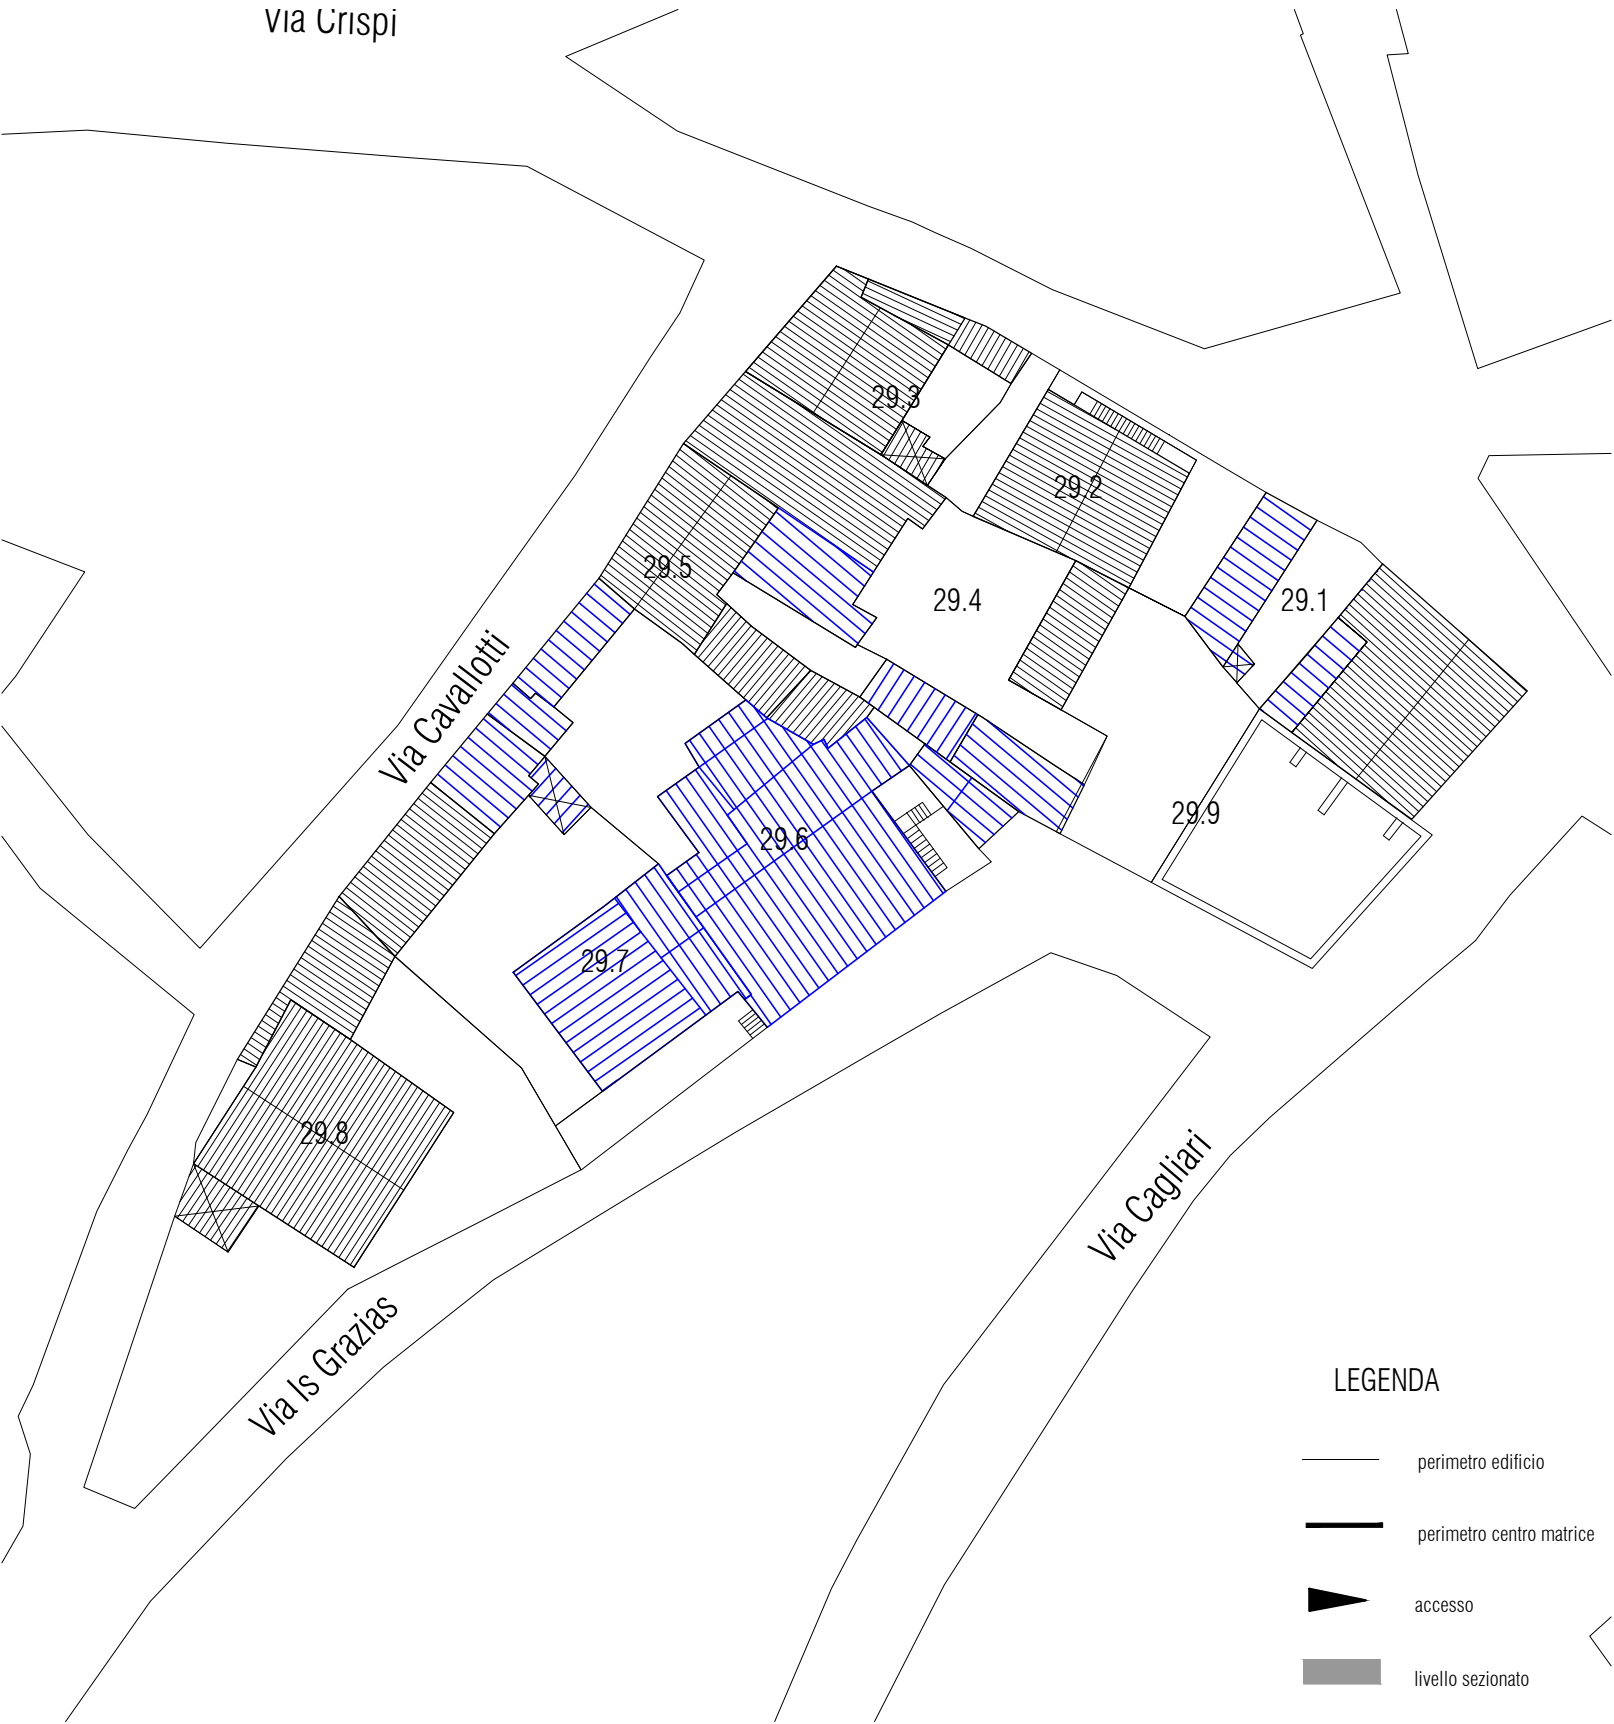 Via Crispi
29.3
29.2
29.5
29.4
29.1
Via Cavallotti
29.9
29.6
29.7
29.8
Via Cagliari
Via Is Grazias
LEGENDA
perimetro edificio
perimetro centro matrice
accesso
livello sezionato